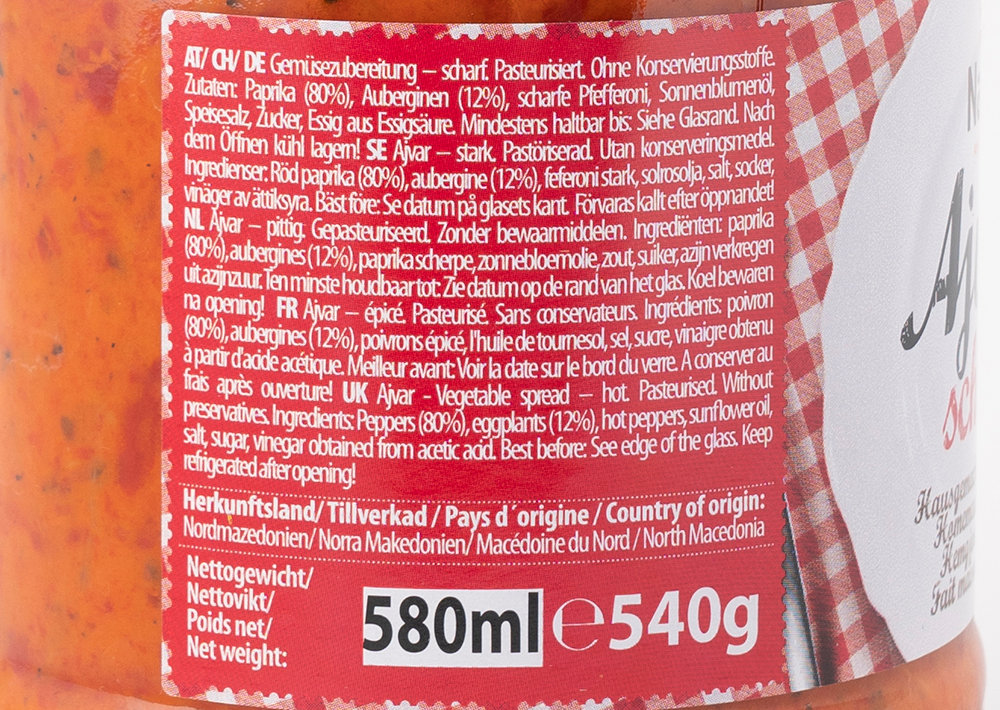 AT/ CH/ DE Gemüsezubereitung – scharf. Pasteurisiert. Ohne Konservierungsstoffe.
Zutaten: Paprika (80%), Auberginen (12%), scharfe Pfefferoni, Sonnenblumenöl,
Speisesalz, Zucker, Essig aus Essigsäure. Mindestens haltbar bis: Siehe Glasrand. Nach
dem Öffnen kühl lagern! SE Ajvar – stark. Pastöriserad. Utan konserveringsmedel.
Ingredienser: Röd paprika (80%), aubergine (12%), feferoni stark, solrosolja, salt, socker,
vinäger av ättiksyra. Bäst före: Se datum på glasets kant. Förvaras kallt efter öppnandet!
NL Ajvar – pittig. Gepasteuriseerd. Zonder bewaarmiddelen. Ingrediënten: paprika
(80%), aubergines (12%), paprika scherpe, zonnebloemolie, zout, suiker, azijn verkregen
uit azijnzuur. Ten minste houdbaar tot: Zie datum op de rand van het glas. Koel bewaren
na opening! FR Ajvar – épicé. Pasteurisé. Sans conservateurs. Ingrédients: poivron
(80%), aubergines (12%), poivrons épicé, l'huile de tournesol, sel, sucre, vinaigre obtenu
à partir d'acide acétique. Meilleur avant: Voir la date sur le bord du verre. A conserver au
frais après ouverture! UK Ajvar - Vegetable spread – hot. Pasteurised. Without
preservatives. Ingredients: Peppers (80%), eggplants (12%), hot peppers, sunflower oil,
salt, sugar, vinegar obtained from acetic acid. Best before: See edge of the glass. Keep
refrigerated after opening!
Herkunftsland/ Tillverkad / Pays d´origine / Country of origin:
Nordmazedonien/ Norra Makedonien/ Macédoine du Nord / North Macedonia
Nettogewicht/
Nettovikt/
Poids net/
Net weight:
580ml ℮ 540g